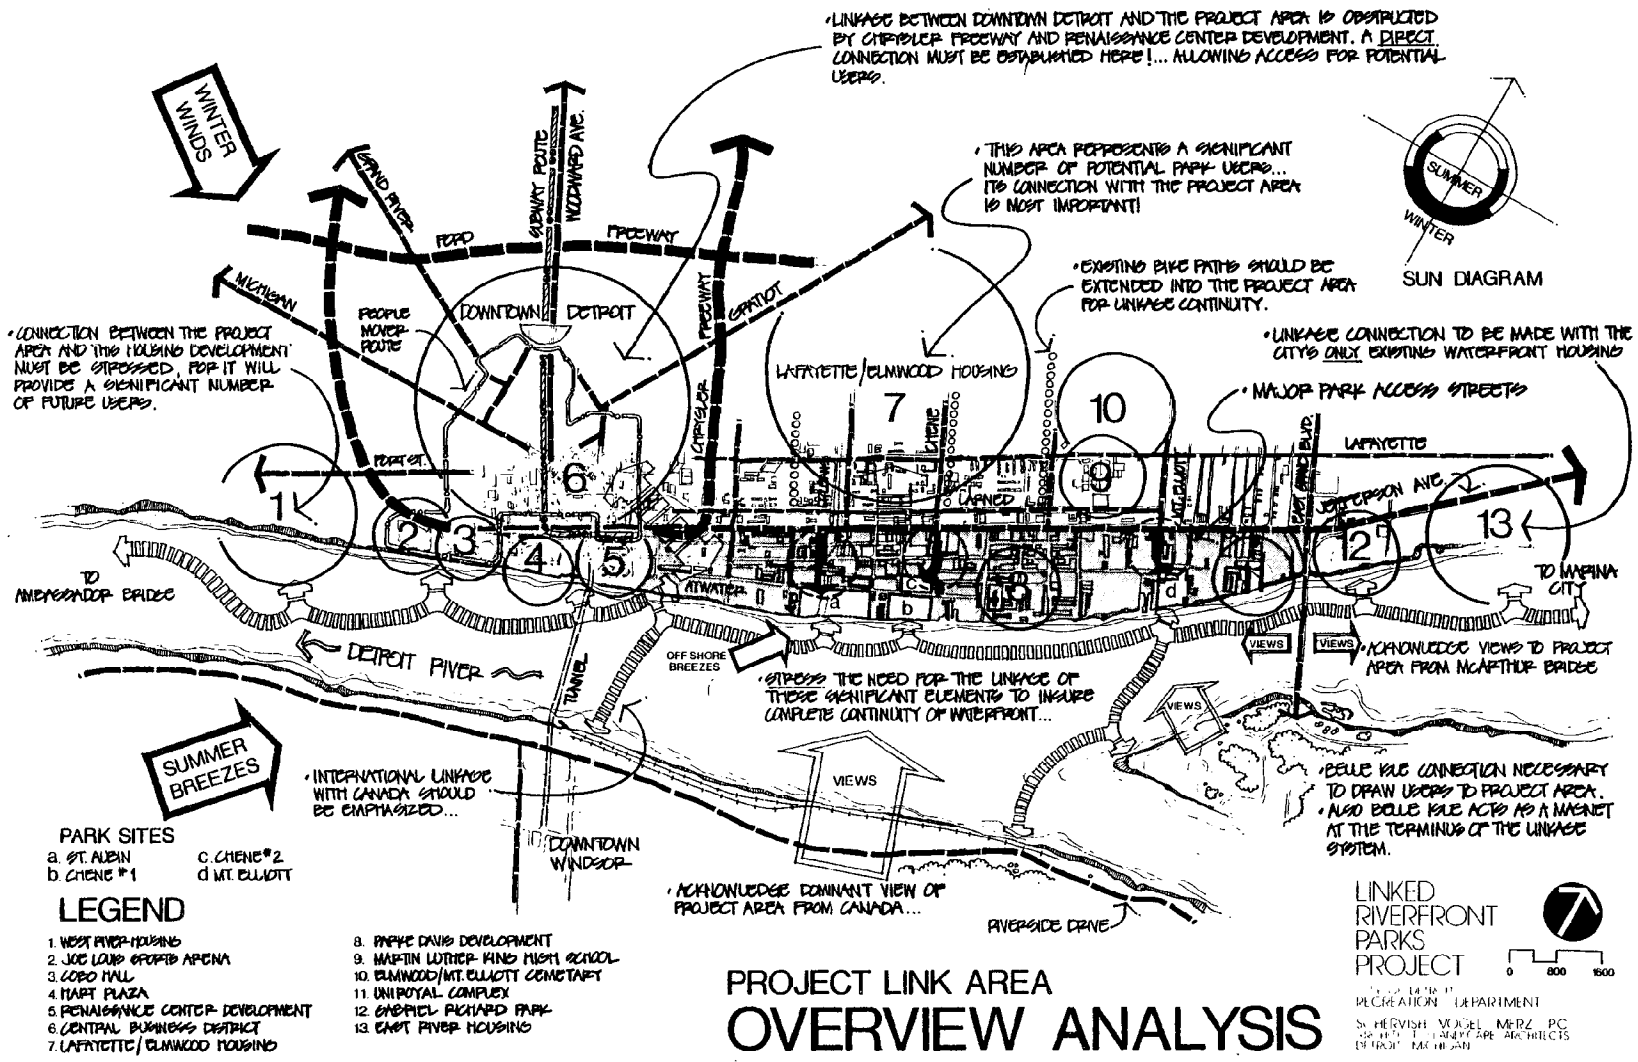 • LINKAGE BETWEEN DOWNTOWN DETROIT AND THE PROJECT AREA IS OBSTRUCTED
BY CHRYSLER FREEWAY AND RENAISSANCE CENTER DEVELOPMENT. A DIRECT
CONNECTION MUST BE ESTABLISHED HERE!... ALLOWING ACCESS FOR POTENTIAL
USERS.
WINTER
WINDS
• THIS AREA REPRESENTS A SIGNIFICANT
NUMBER OF POTENTIAL PARK USERS...
ITS CONNECTION WITH THE PROJECT AREA
IS MOST IMPORTANT!
SUMMER
WINTER
SUN DIAGRAM
GRAND RIVER
SUBWAY ROUTE
WOODWARD AVE.
FORD FREEWAY
MICHIGAN
PEOPLE
MOVER
ROUTE
DOWNTOWN DETROIT
CHRYSLER FREEWAY
GRATIOT
• EXISTING BIKE PATHS SHOULD BE
EXTENDED INTO THE PROJECT AREA
FOR LINKAGE CONTINUITY.
• CONNECTION BETWEEN THE PROJECT
AREA AND THIS HOUSING DEVELOPMENT
MUST BE STRESSED, FOR IT WILL
PROVIDE A SIGNIFICANT NUMBER
OF FUTURE USERS.
• LINKAGE CONNECTION TO BE MADE WITH THE
CITY'S ONLY EXISTING WATERFRONT HOUSING
• MAJOR PARK ACCESS STREETS
LAFAYETTE/ELMWOOD HOUSING
7
10
CHENE
EAST GRAND BLVD.
LAFAYETTE
FORT ST.
6
9
MT. ELLIOTT
LARNED
JEFFERSON AVE.
1
2
3
4
5
12
13
ATWATER
a
b
c
d
8
TO
AMBASSADOR BRIDGE
TO MARINA
CITY
DETROIT RIVER
TUNNEL
OFF SHORE
BREEZES
VIEWS
VIEWS
• ACKNOWLEDGE VIEWS TO PROJECT
AREA FROM MCARTHUR BRIDGE
• STRESS THE NEED FOR THE LINKAGE OF
THESE SIGNIFICANT ELEMENTS TO INSURE
COMPLETE CONTINUITY OF WATERFRONT...
VIEWS
SUMMER
BREEZES
• INTERNATIONAL LINKAGE
WITH CANADA SHOULD
BE EMPHASIZED...
VIEWS
• BELLE ISLE CONNECTION NECESSARY
TO DRAW USERS TO PROJECT AREA.
• ALSO BELLE ISLE ACTS AS A MAGNET
AT THE TERMINUS OF THE LINKAGE
SYSTEM.
DOWNTOWN
WINDSOR
• ACKNOWLEDGE DOMINANT VIEW OF
PROJECT AREA FROM CANADA...
RIVERSIDE DRIVE
PARK SITES
a. ST. AUBIN
b. CHENE #1
c. CHENE #2
d MT. ELLIOTT
LEGEND
1. WEST RIVER HOUSING
2. JOE LOUIS SPORTS ARENA
3. COBO HALL
4. HART PLAZA
5. RENAISSANCE CENTER DEVELOPMENT
6. CENTRAL BUSINESS DISTRICT
7. LAFAYETTE/ELMWOOD HOUSING
8. PARKE DAVIS DEVELOPMENT
9. MARTIN LUTHER KING HIGH SCHOOL
10. ELMWOOD/MT. ELLIOTT CEMETARY
11. UNIROYAL COMPLEX
12. GABRIEL RICHARD PARK
13. EAST RIVER HOUSING
PROJECT LINK AREA
OVERVIEW ANALYSIS
LINKED
RIVERFRONT
PARKS
PROJECT
0 800 1600
RECREATION DEPARTMENT
SCHERVISH VOGEL MERZ PC
LANDSCAPE ARCHITECTS
DETROIT MICHIGAN